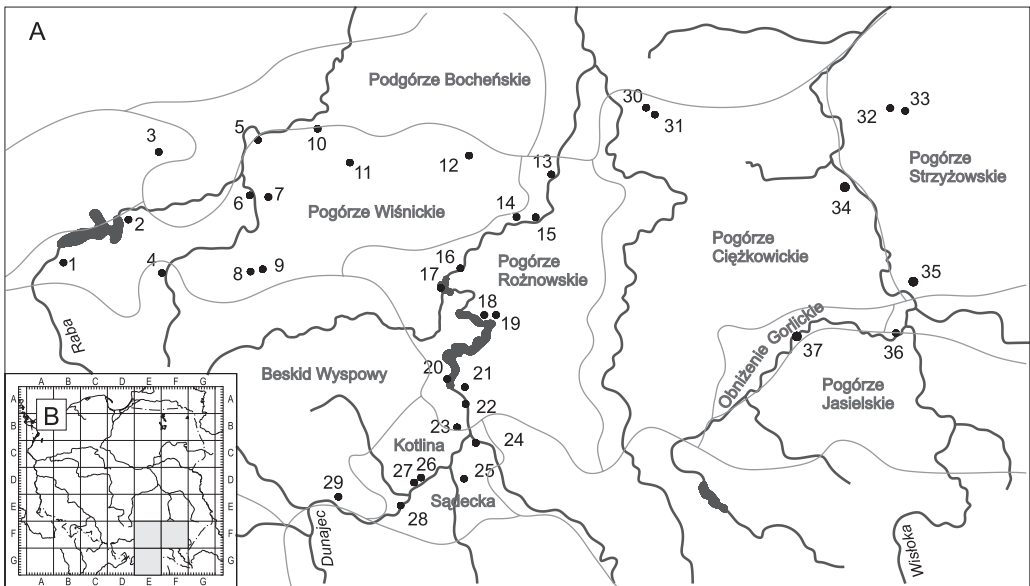 A
Podgórze Bocheńskie
30
31
32
33
3
5
10
11
12
13
Pogórze
Strzyżowskie
34
6
7
Pogórze Wiśnickie
14
15
2
1
4
8
9
16
17
Pogórze
Rożnowskie
Pogórze
Ciężkowickie
35
18
19
Raba
Obniżenie Gorlickie
37
36
Beskid Wyspowy
20
21
22
Pogórze
Jasielskie
23
24
Kotlina
Sądecka
25
26
27
28
29
Dunajec
Wisłoka
B
A B C D E F G
A
B
C
D
E
F
G
A
B
C
D
E
F
G
A B C D E F G